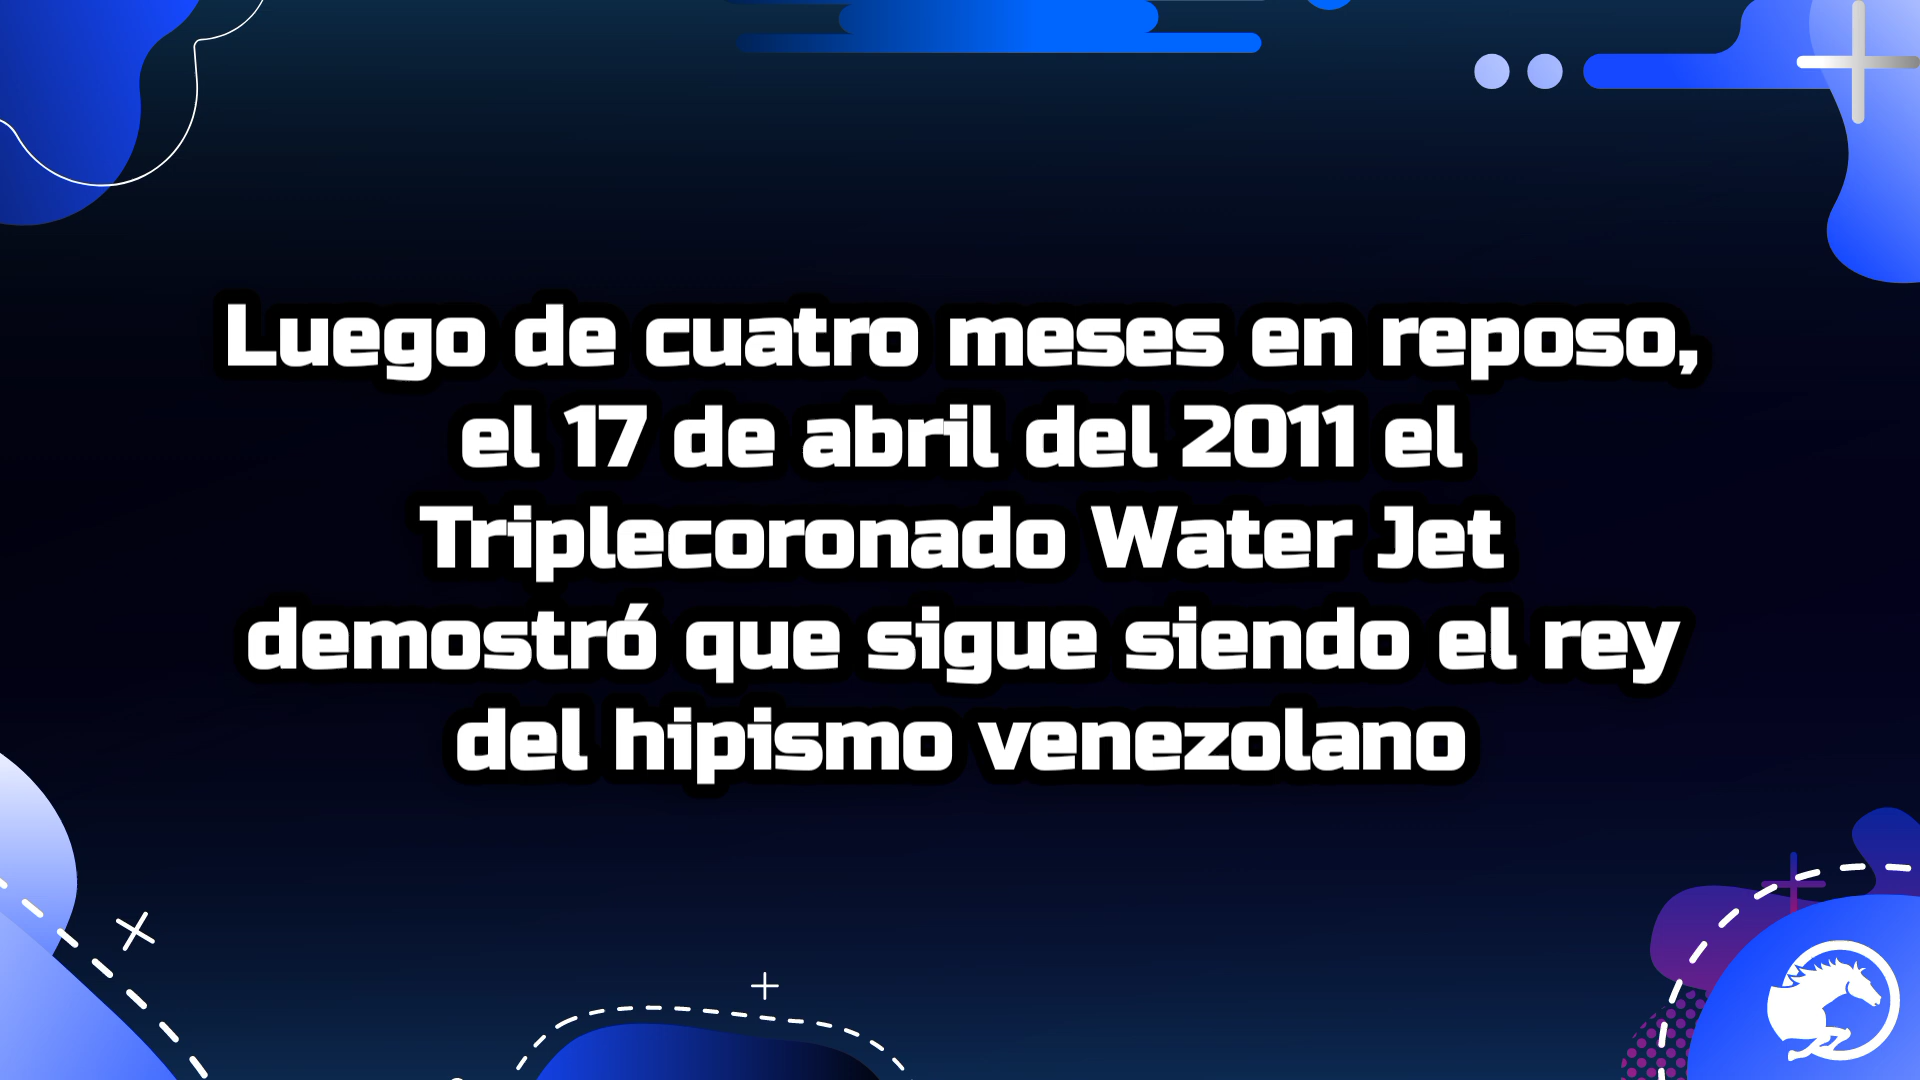 Luego de cuatro meses en reposo,
el 17 de abril del 2011 el
Triplecoronado Water Jet
demostró que sigue siendo el rey
del hipismo venezolano